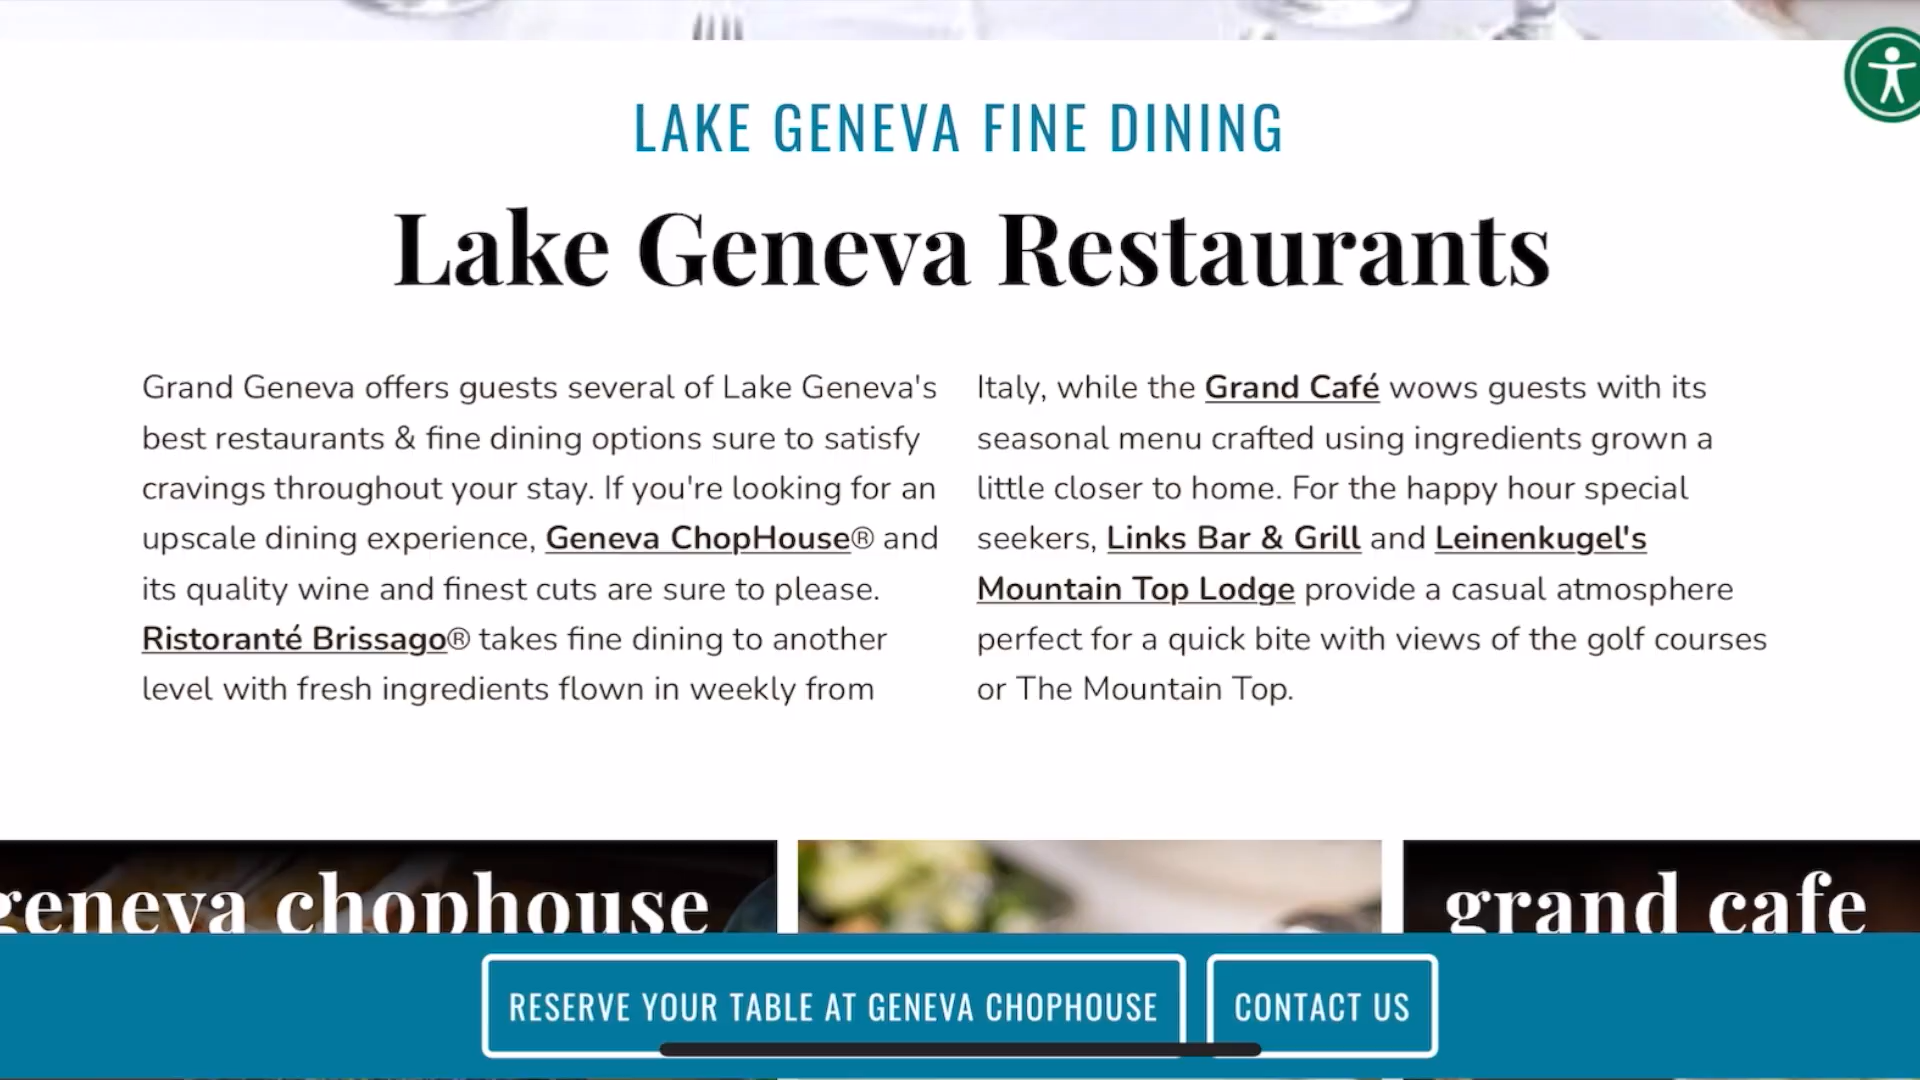 LAKE GENEVA FINE DINING
Lake Geneva Restaurants
Grand Geneva offers guests several of Lake Geneva's
best restaurants & fine dining options sure to satisfy
cravings throughout your stay. If you're looking for an
upscale dining experience, Geneva ChopHouse® and
its quality wine and finest cuts are sure to please.
Ristoranté Brissago® takes fine dining to another
level with fresh ingredients flown in weekly from
Italy, while the Grand Café wows guests with its
seasonal menu crafted using ingredients grown a
little closer to home. For the happy hour special
seekers, Links Bar & Grill and Leinenkugel's
Mountain Top Lodge provide a casual atmosphere
perfect for a quick bite with views of the golf courses
or The Mountain Top.
geneva chophouse
grand cafe
RESERVE YOUR TABLE AT GENEVA CHOPHOUSE
CONTACT US